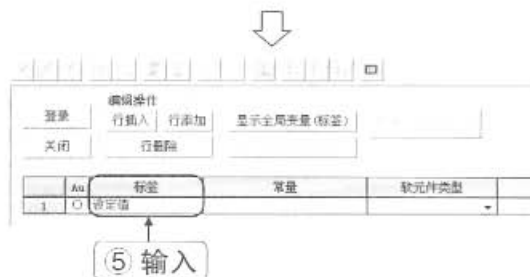 编辑操作
登录 行插入 行添加 显示全局变量(标签)
关闭 行删除
Au 标签 常量 软元件类型
1 设定值
⑤ 输入